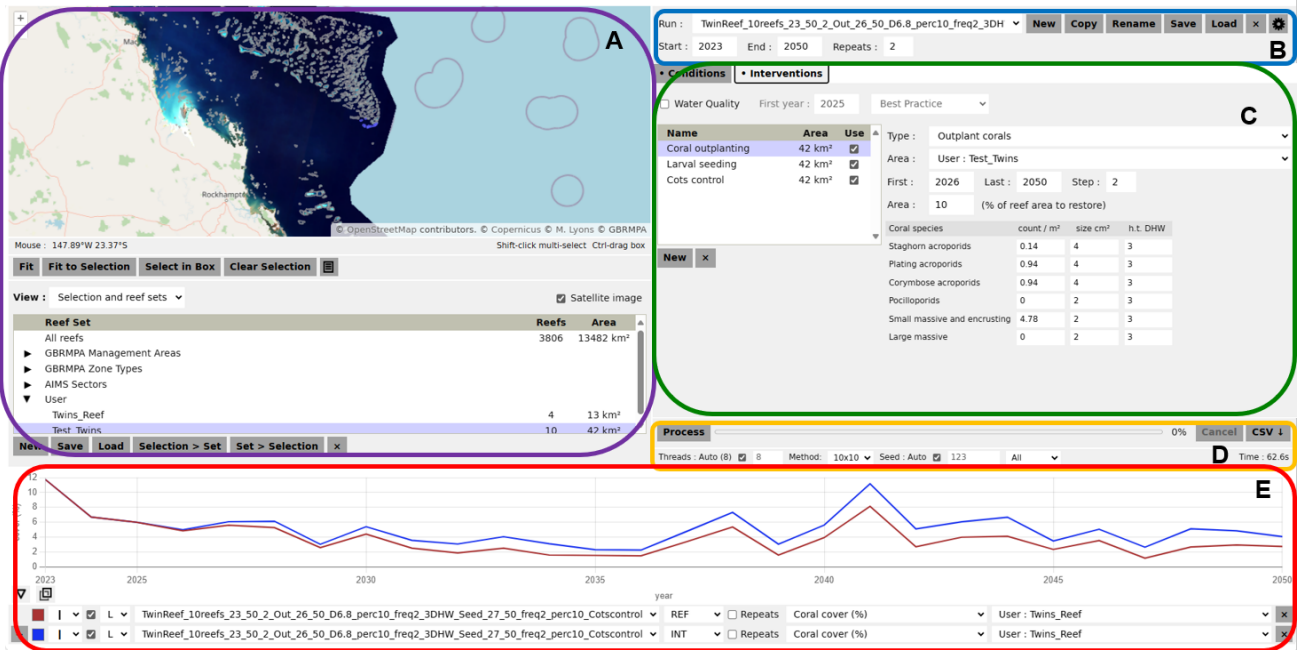 +
A
Rockhampt
© OpenStreetMap contributors. © Copernicus © M. Lyons © GBRMPA
Mouse : 147.89°W 23.37°S Shift-click multi-select Ctrl-drag box
Fit Fit to Selection Select in Box Clear Selection
View : Selection and reef sets Satellite image
Reef Set Reefs Area
All reefs 3806 13482 km²
GBRMPA Management Areas
GBRMPA Zone Types
AIMS Sectors
User
Twins_Reef 4 13 km²
Test_Twins 10 42 km²
New Save Load Selection > Set Set > Selection ×
Run : TwinReef_10reefs_23_50_2_Out_26_50_D6.8_perc10_freq2_3DH New Copy Rename Save Load ×
Start : 2023 End : 2050 Repeats : 2
B
• Conditions • Interventions
Water Quality First year : 2025 Best Practice
C
Name Area Use
Coral outplanting 42 km²
Larval seeding 42 km²
Cots control 42 km²
New ×
Type : Outplant corals
Area : User : Test_Twins
First : 2026 Last : 2050 Step : 2
Area : 10 (% of reef area to restore)
Coral species count / m² size cm² h.t. DHW
Staghorn acroporids 0.14 4 3
Plating acroporids 0.94 4 3
Corymbose acroporids 0.94 4 3
Pocilloporids 0 2 3
Small massive and encrusting 4.78 2 3
Large massive 0 2 3
Process 0% Cancel CSV ↓
Threads : Auto (8) 8 Method: 10x10 Seed : Auto 123 All D Time : 62.6s
E
12
10
8
6
4
2
0
2023 2025 2030 2035 2040 2045 2050
year
L TwinReef_10reefs_23_50_2_Out_26_50_D6.8_perc10_freq2_3DHW_Seed_27_50_freq2_perc10_Cotscontrol REF Repeats Coral cover (%) User : Twins_Reef ×
L TwinReef_10reefs_23_50_2_Out_26_50_D6.8_perc10_freq2_3DHW_Seed_27_50_freq2_perc10_Cotscontrol INT Repeats Coral cover (%) User : Twins_Reef ×